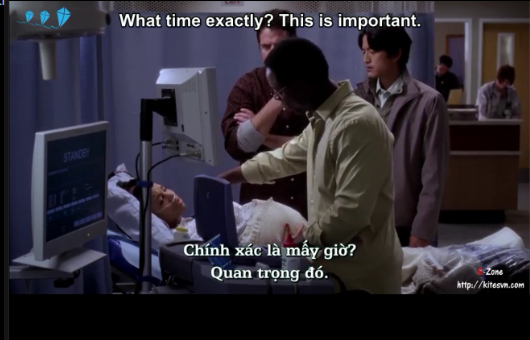 What time exactly? This is important.
STANDBY
Chính xác là mấy giờ?
Quan trọng đó.
-Zone
http://kitesvn.com